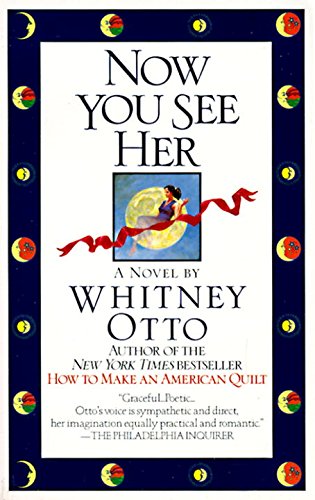 NOW
YOU SEE
HER
A NOVEL BY
WHITNEY
OTTO
AUTHOR OF THE
NEW YORK TIMES BESTSELLER
HOW TO MAKE AN AMERICAN QUILT
"Graceful...Poetic...
Otto's voice is sympathetic and direct,
her imagination equally practical and romantic."
—THE PHILADELPHIA INQUIRER